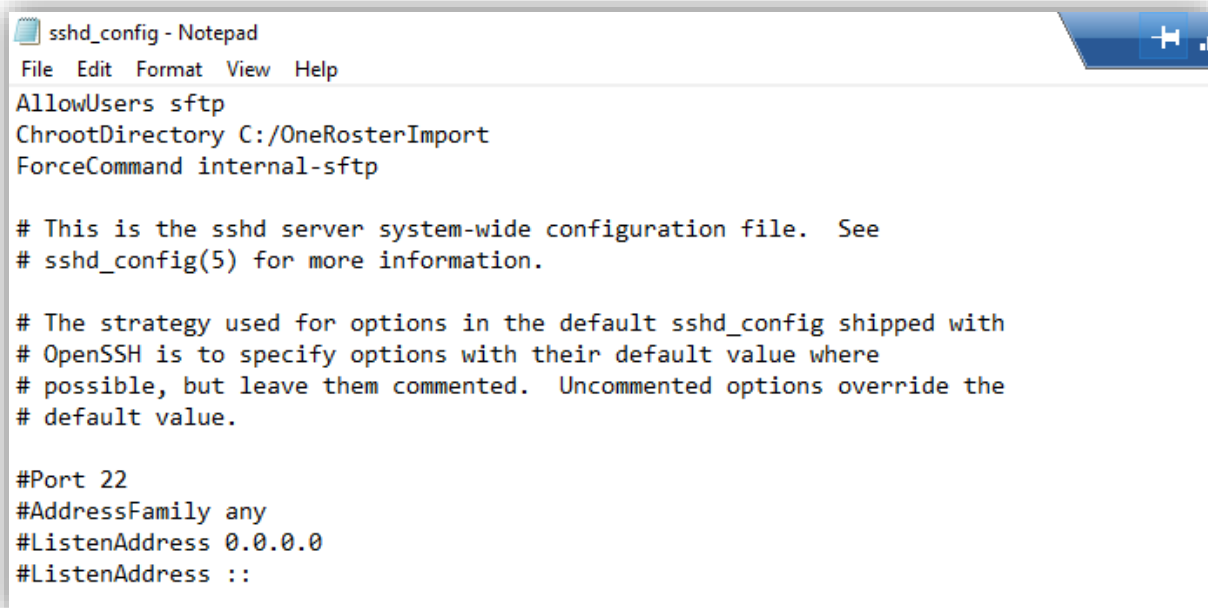 sshd_config - Notepad
File Edit Format View Help
AllowUsers sftp
ChrootDirectory C:/OneRosterImport
ForceCommand internal-sftp
# This is the sshd server system-wide configuration file.  See
# sshd_config(5) for more information.
# The strategy used for options in the default sshd_config shipped with
# OpenSSH is to specify options with their default value where
# possible, but leave them commented.  Uncommented options override the
# default value.
#Port 22
#AddressFamily any
#ListenAddress 0.0.0.0
#ListenAddress ::